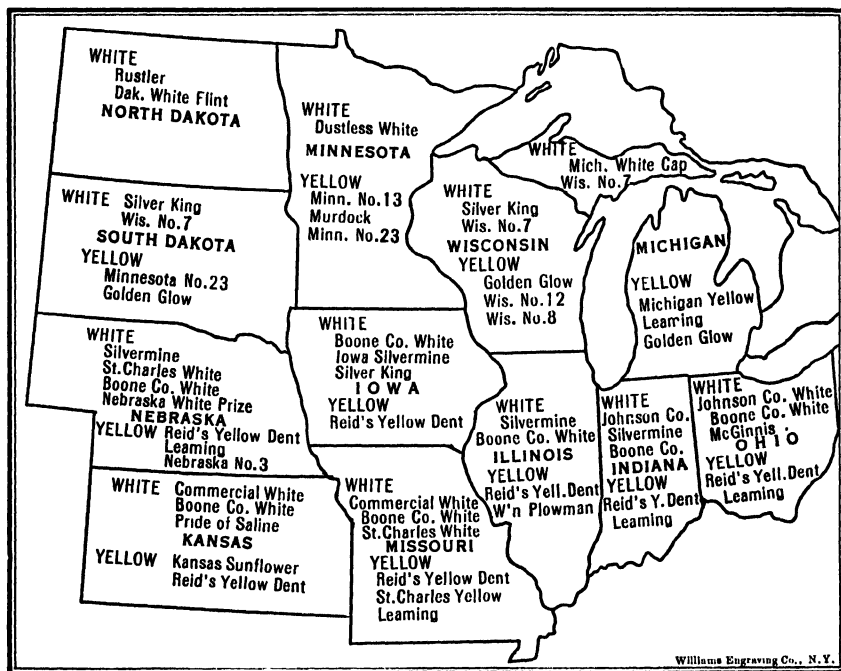 WHITE
Rustler
Dak. White Flint
NORTH DAKOTA
WHITE
Dustless White
MINNESOTA
YELLOW
Minn. No.13
Murdock
Minn. No.23
WHITE
Mich. White Cap
Wis. No.7
WHITE Silver King
Wis. No.7
SOUTH DAKOTA
YELLOW
Minnesota No.23
Golden Glow
WHITE
Silver King
Wis. No.7
WISCONSIN
YELLOW
Golden Glow
Wis. No.12
Wis. No.8
MICHIGAN
YELLOW
Michigan Yellow
Leaming
Golden Glow
WHITE
Silvermine
St.Charles White
Boone Co. White
Nebraska White Prize
NEBRASKA
YELLOW Reid's Yellow Dent
Leaming
Nebraska No.3
WHITE
Boone Co. White
Iowa Silvermine
Silver King
IOWA
YELLOW
Reid's Yellow Dent
WHITE
Silvermine
Boone Co. White
ILLINOIS
YELLOW
Reid's Yell.Dent
W'n Plowman
WHITE
Johnson Co.
Silvermine
Boone Co.
INDIANA
YELLOW
Reid's Y. Dent
Leaming
WHITE
Johnson Co. White
Boone Co. White
McGinnis.
OHIO
YELLOW
Reid's Yell.Dent
Leaming
WHITE Commercial White
Boone Co. White
Pride of Saline
KANSAS
YELLOW Kansas Sunflower
Reid's Yellow Dent
WHITE
Commercial White
Boone Co. White
St.Charles White
MISSOURI
YELLOW
Reid's Yellow Dent
St.Charles Yellow
Leaming
Williams Engraving Co., N.Y.